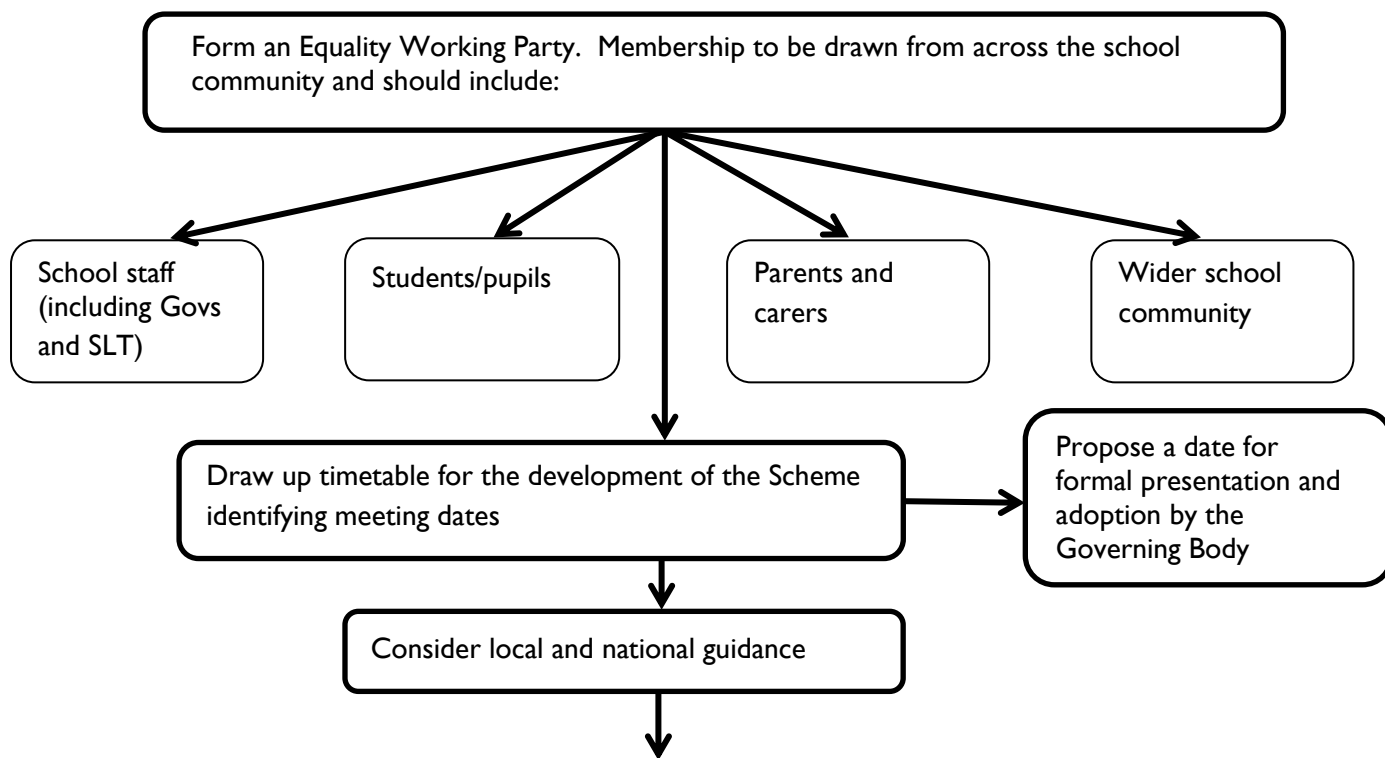 Form an Equality Working Party.  Membership to be drawn from across the school
community and should include:
School staff
(including Govs
and SLT)
Students/pupils
Parents and
carers
Wider school
community
Draw up timetable for the development of the Scheme
identifying meeting dates
Propose a date for
formal presentation and
adoption by the
Governing Body
Consider local and national guidance